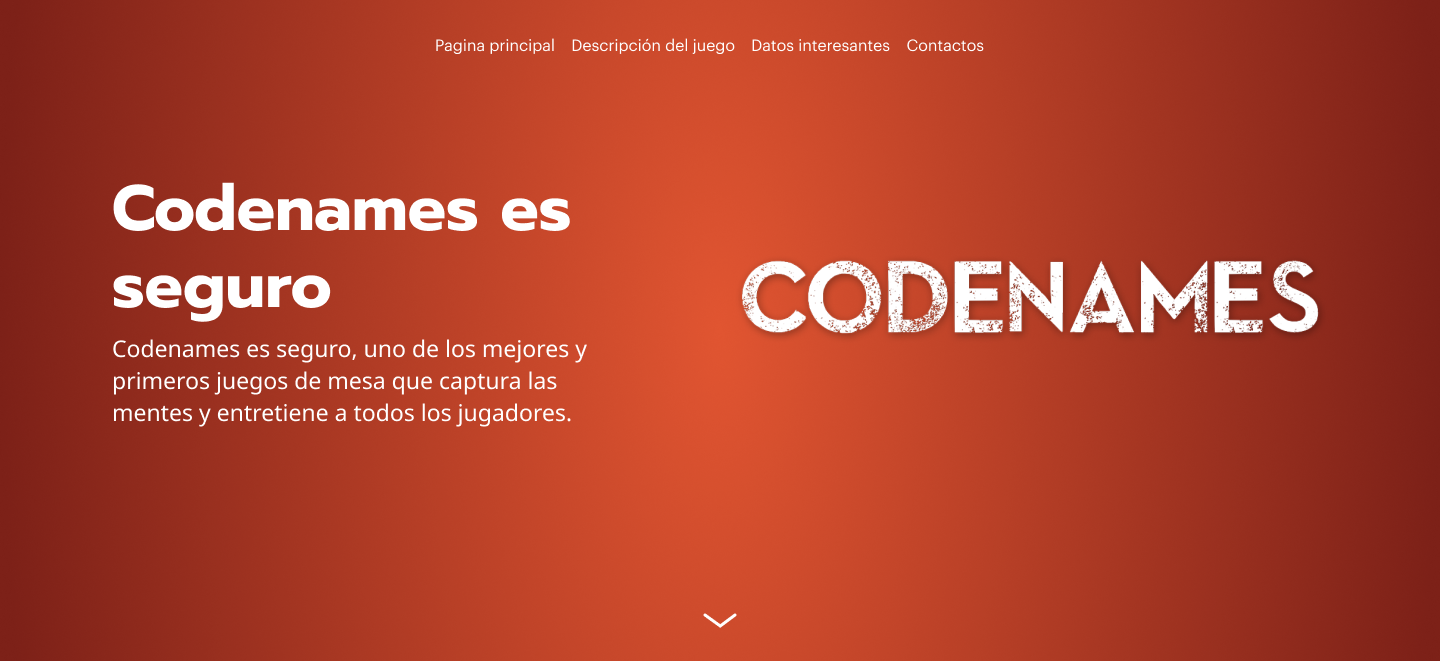 Pagina principal Descripción del juego Datos interesantes Contactos
Codenames es
seguro
Codenames es seguro, uno de los mejores y
primeros juegos de mesa que captura las
mentes y entretiene a todos los jugadores.
CODENAMES